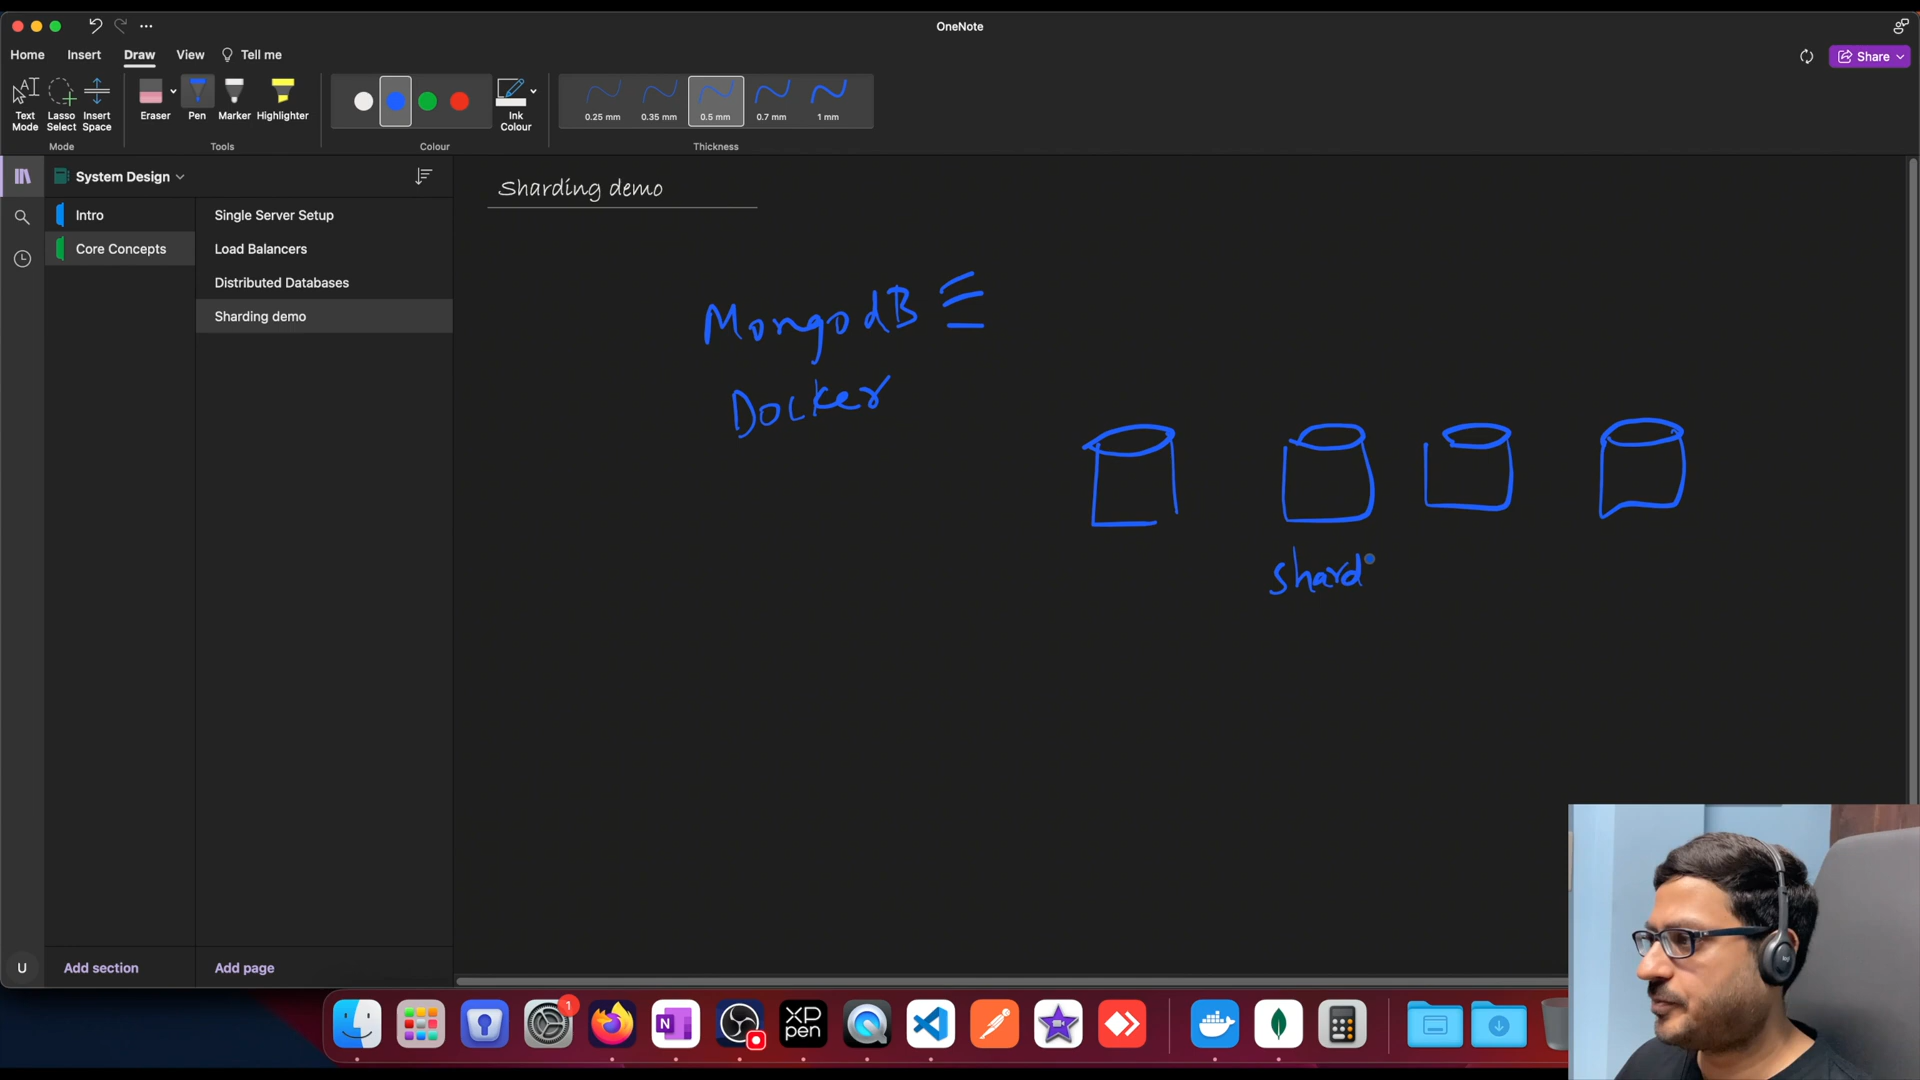 OneNote
Home Insert Draw View Tell me
Share
Text Mode
Lasso Select
Insert Space
Eraser
Pen
Marker
Highlighter
Ink Colour
0.25 mm
0.35 mm
0.5 mm
0.7 mm
1 mm
Mode
Tools
Colour
Thickness
System Design
Intro
Core Concepts
Single Server Setup
Load Balancers
Distributed Databases
Sharding demo
Sharding demo
MongodB
Docker
shard
U
Add section
Add page
1
N
XP
pen